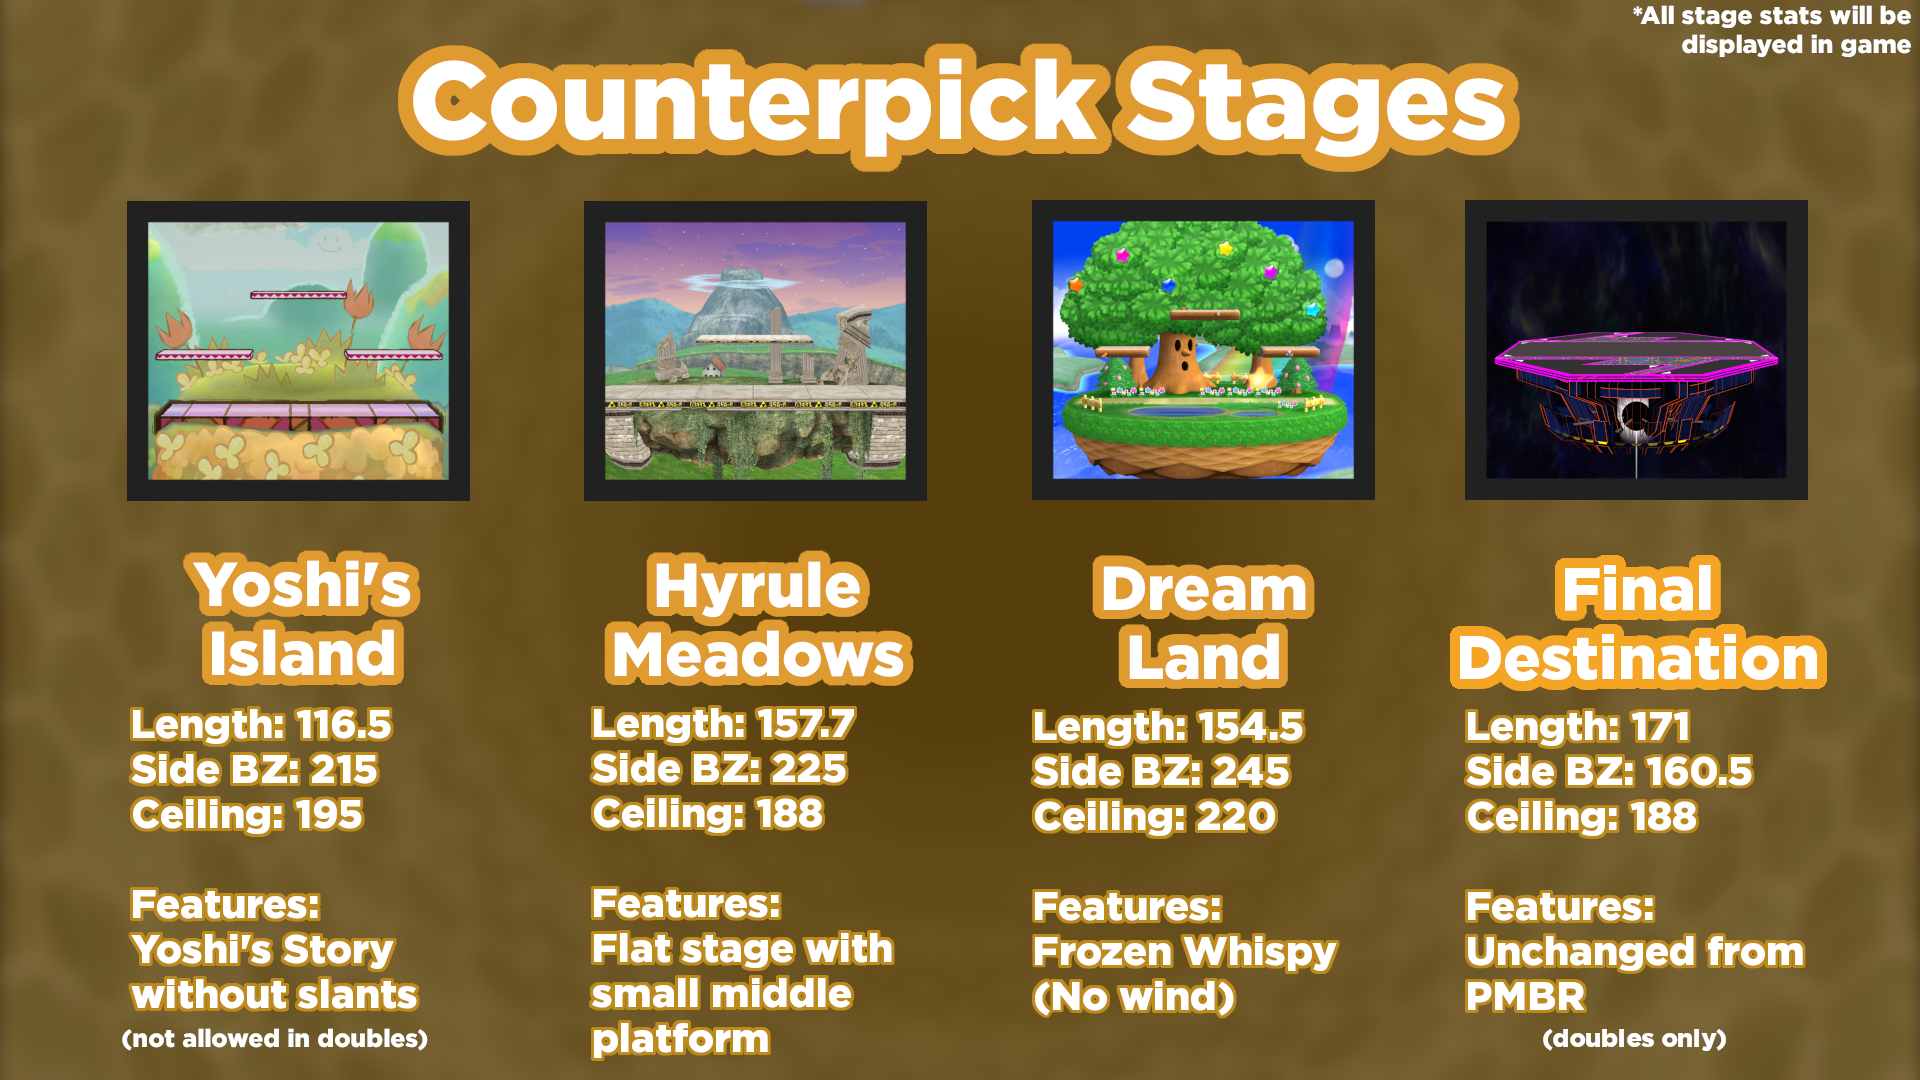 *All stage stats will be
displayed in game
Counterpick Stages
Yoshi's
Island
Length: 116.5
Side BZ: 215
Ceiling: 195
Features:
Yoshi's Story
without slants
(not allowed in doubles)
Hyrule
Meadows
Length: 157.7
Side BZ: 225
Ceiling: 188
Features:
Flat stage with
small middle
platform
Dream
Land
Length: 154.5
Side BZ: 245
Ceiling: 220
Features:
Frozen Whispy
(No wind)
Final
Destination
Length: 171
Side BZ: 160.5
Ceiling: 188
Features:
Unchanged from
PMBR
(doubles only)